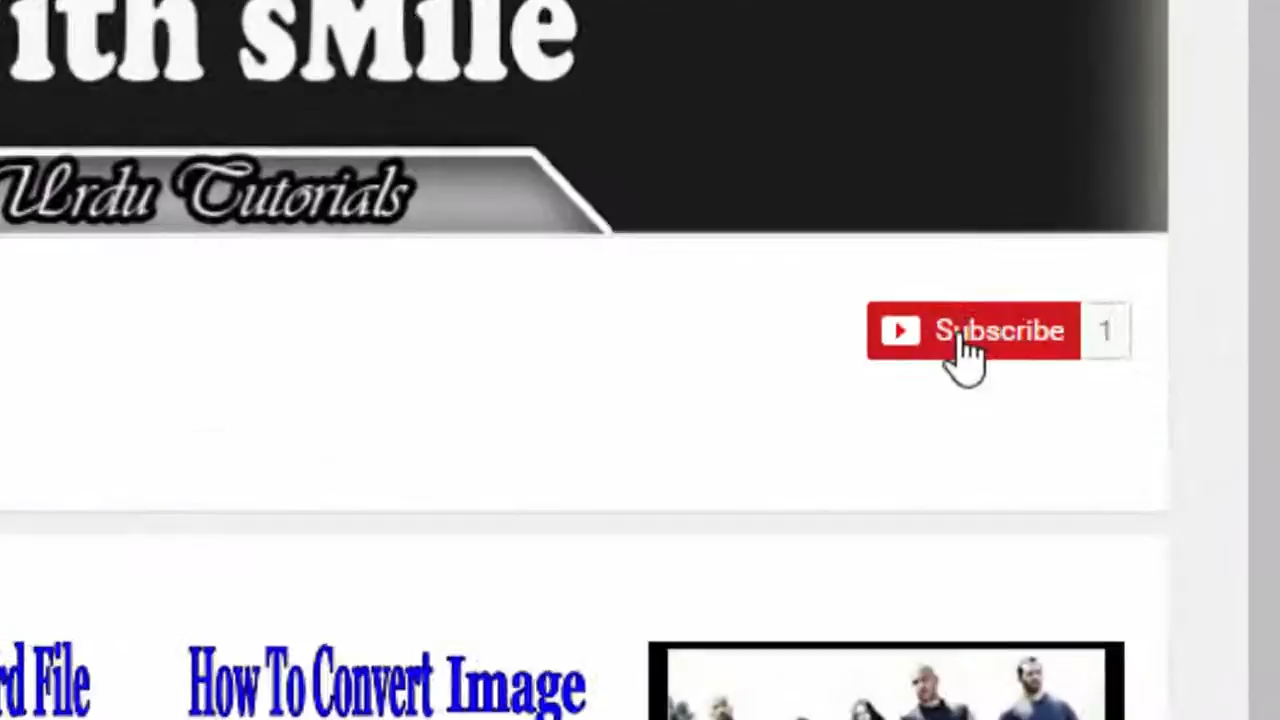 ith sMile
Urdu Tutorials
Subscribe 1
rd File
How To Convert Image